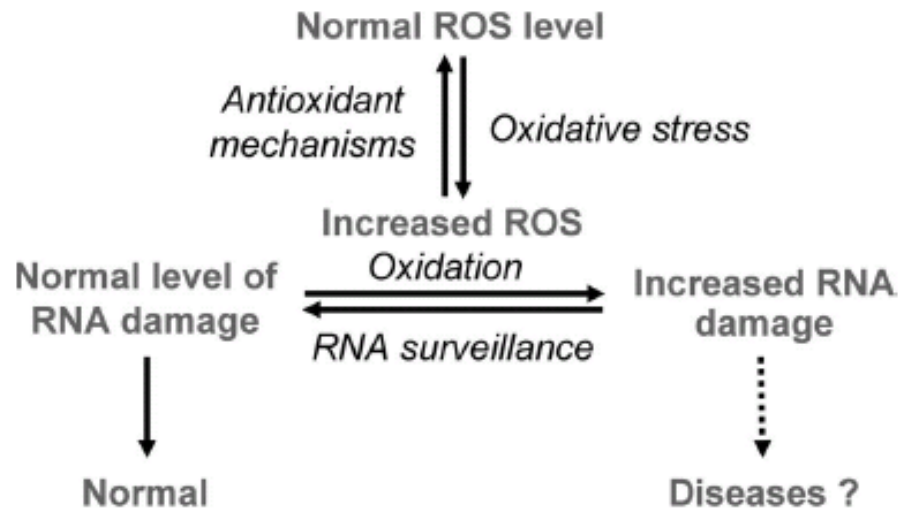 Normal ROS level
Antioxidant
mechanisms
Oxidative stress
Increased ROS
Oxidation
Normal level of
RNA damage
Increased RNA
damage
RNA surveillance
Normal
Diseases ?